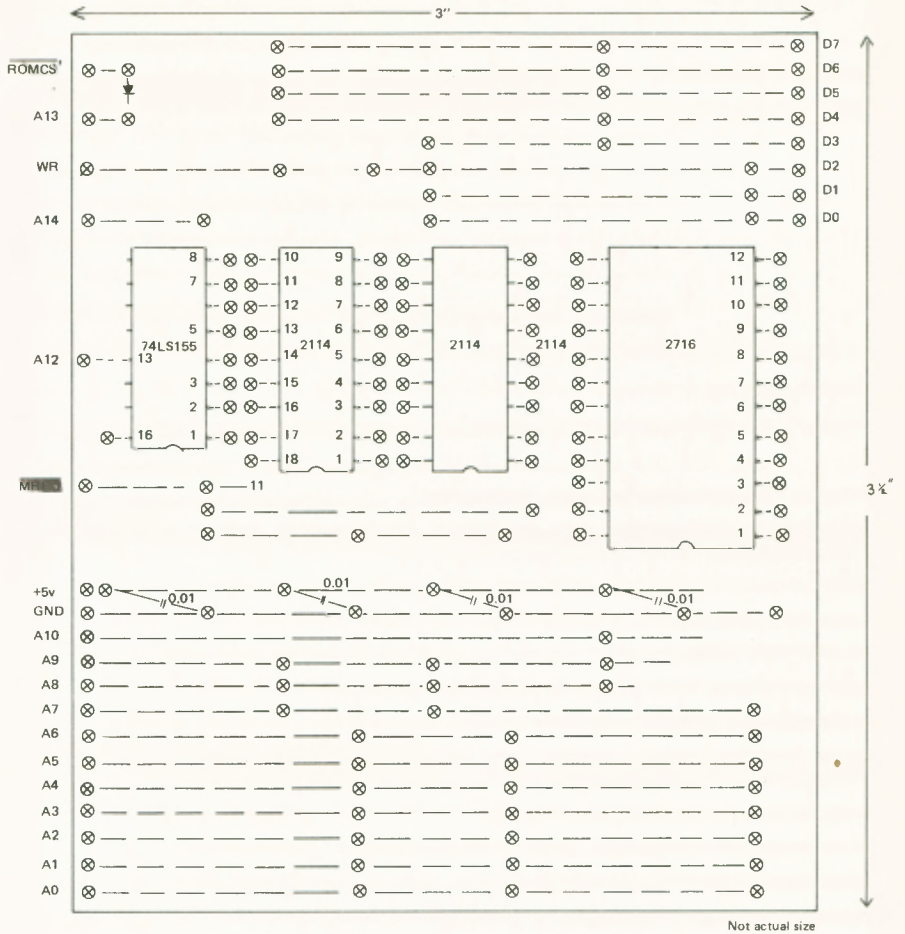 3"
D7
ROMCS D6
D5
A13 D4
D3
WR D2
D1
A14 D0
8 10 9 12
7 11 8 11
12 7 10
5 13 6 9
74LS155 2114 2114 2114 2716
A12 13 14 5 8
3 15 4 7
2 16 3 6
16 1 17 2 5
18 1 4
11 3
3½"
2
1
+5v 0.01 0.01 0.01 0.01
GND
A10
A9
A8
A7
A6
A5
A4
A3
A2
A1
A0
Not actual size